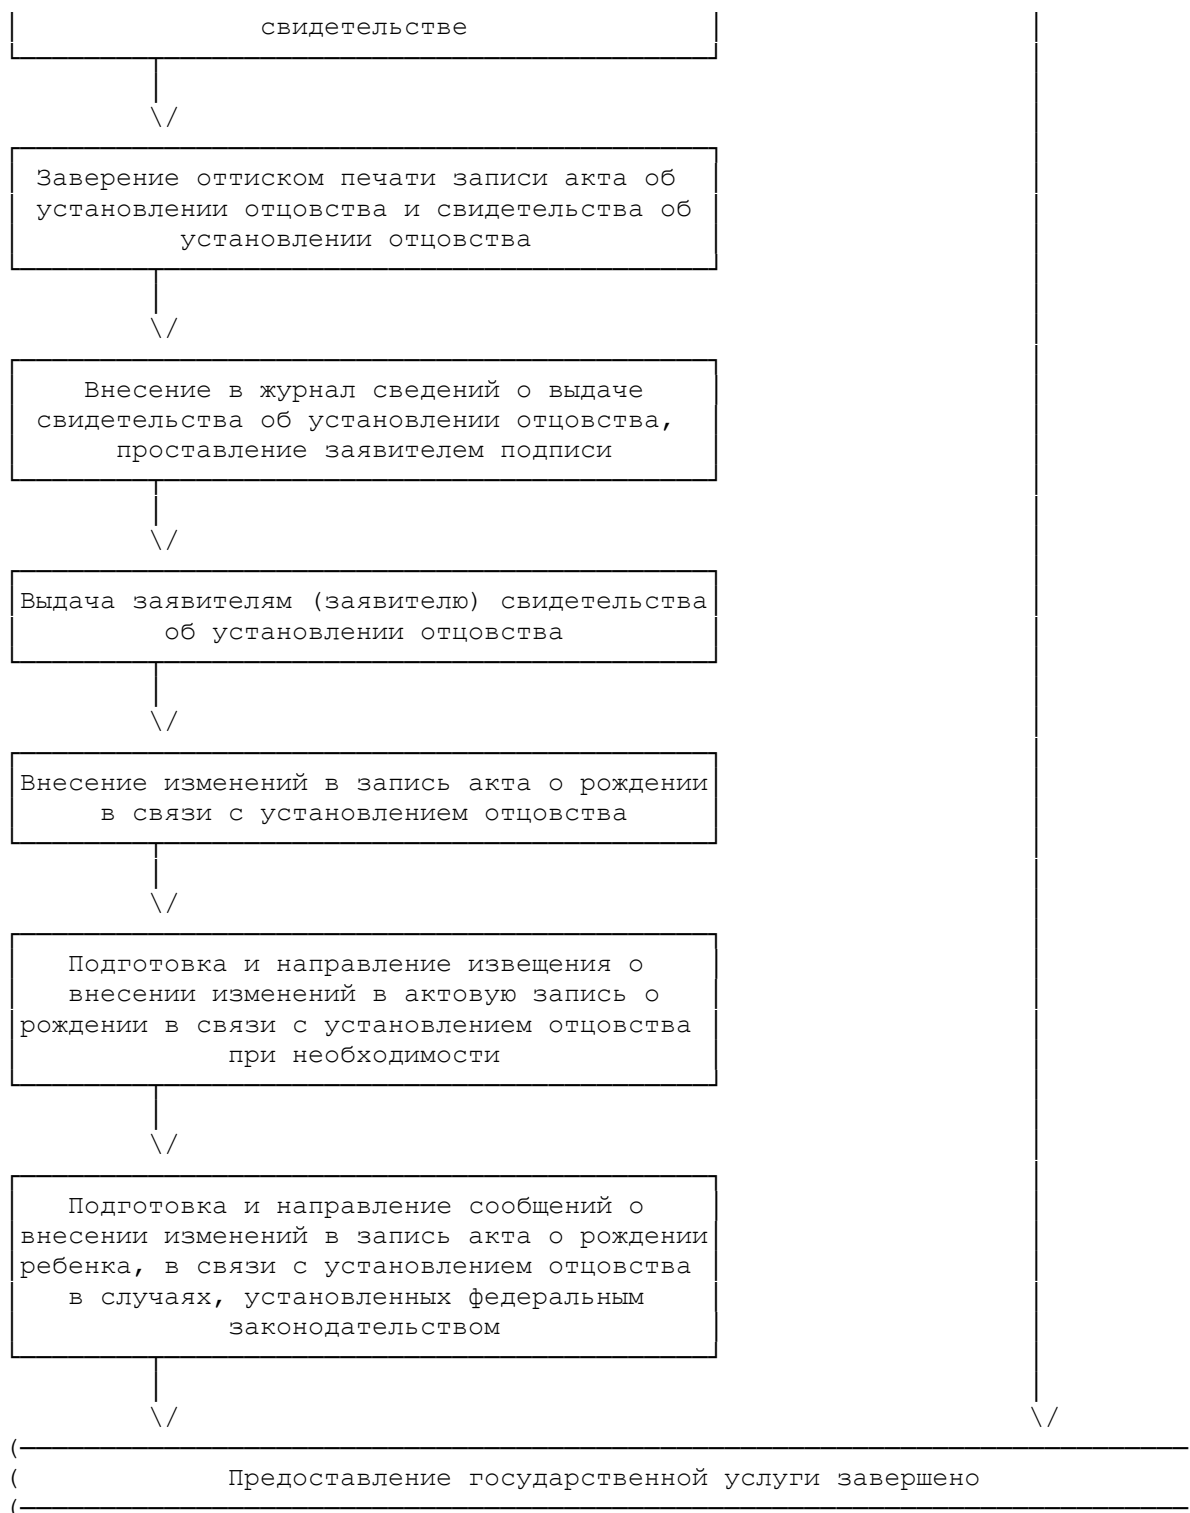 свидетельстве
Заверение оттиском печати записи акта об
установлении отцовства и свидетельства об
установлении отцовства
Внесение в журнал сведений о выдаче
свидетельства об установлении отцовства,
проставление заявителем подписи
Выдача заявителям (заявителю) свидетельства
об установлении отцовства
Внесение изменений в запись акта о рождении
в связи с установлением отцовства
Подготовка и направление извещения о
внесении изменений в актовую запись о
рождении в связи с установлением отцовства
при необходимости
Подготовка и направление сообщений о
внесении изменений в запись акта о рождении
ребенка, в связи с установлением отцовства
в случаях, установленных федеральным
законодательством
Предоставление государственной услуги завершено